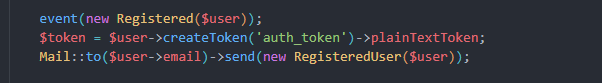 event(new Registered($user));
$token = $user->createToken('auth_token')->plainTextToken;
Mail::to($user->email)->send(new RegisteredUser($user));